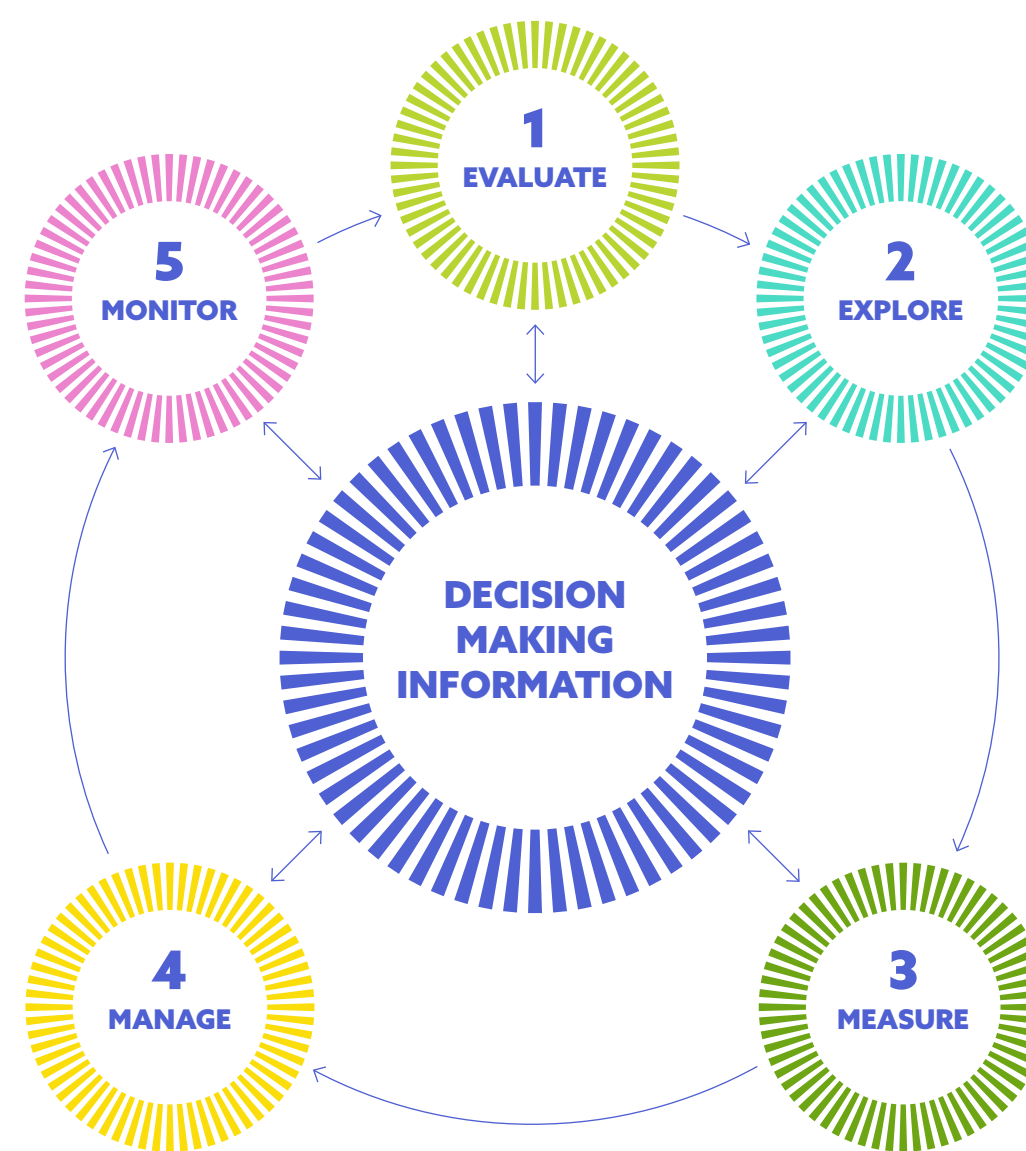 1
EVALUATE
2
EXPLORE
3
MEASURE
4
MANAGE
5
MONITOR
DECISION
MAKING
INFORMATION